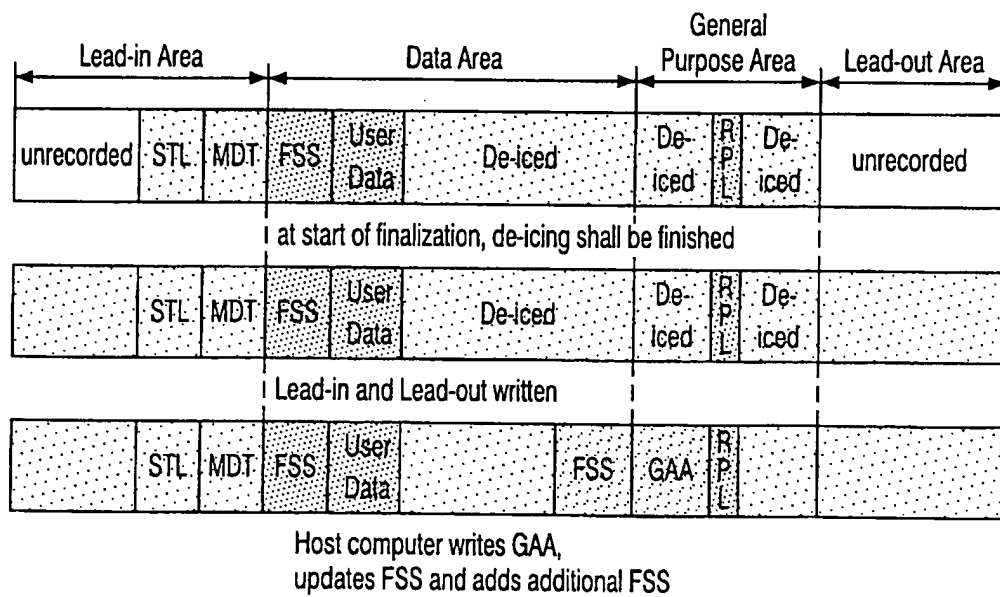 General
Lead-in Area Data Area Purpose Area Lead-out Area
unrecorded STL MDT FSS User Data De-iced De-iced RPL De-iced unrecorded
at start of finalization, de-icing shall be finished
STL MDT FSS User Data De-iced De-iced RPL De-iced
Lead-in and Lead-out written
STL MDT FSS User Data FSS GAA RPL
Host computer writes GAA,
updates FSS and adds additional FSS